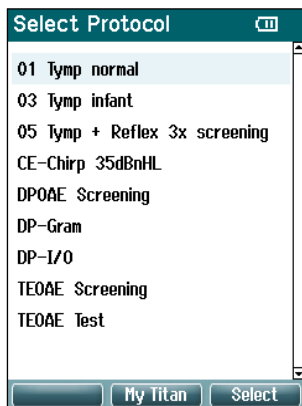 Select Protocol
01 Tymp normal
03 Tymp infant
05 Tymp + Reflex 3x screening
CE-Chirp 35dBnHL
DPOAE Screening
DP-Gram
DP-I/O
TEOAE Screening
TEOAE Test
My Titan Select